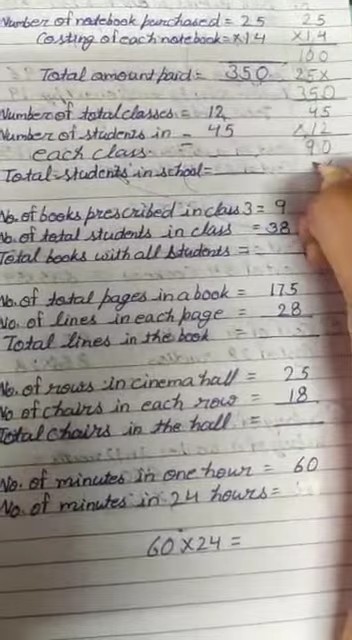 Number of notebook purchased = 25 25
Costing of each notebook = ×14 ×14
100
Total amount paid = 350 25×
350
Number of total classes = 12 45
Number of students in = 45 ×12
each class. 90
Total students in school =
No. of books prescribed in class 3 = 9
No. of total students in class = 38
Total books with all students =
No. of total pages in a book = 175
No. of lines in each page = 28
Total lines in the book =
No. of rows in cinema hall = 25
No of chairs in each row = 18
Total chairs in the hall =
No. of minutes in one hour = 60
No. of minutes in 24 hours =
60×24 =